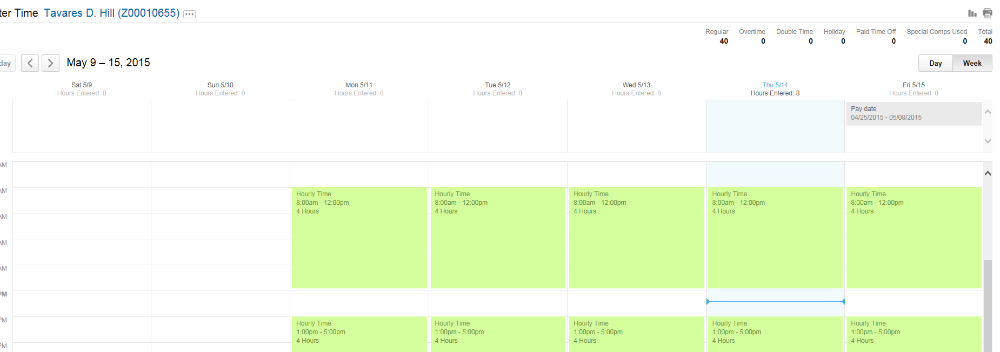 ter Time Tavares D. Hill (Z00010655)
Regular Overtime Double Time Holiday Paid Time Off Special Comps Used Total
40 0 0 0 0 0 40
day May 9 – 15, 2015 Day Week
Sat 5/9 Sun 5/10 Mon 5/11 Tue 5/12 Wed 5/13 Thu 5/14 Fri 5/15
Hours Entered: 0 Hours Entered: 0 Hours Entered: 8 Hours Entered: 8 Hours Entered: 8 Hours Entered: 8 Hours Entered: 8
Pay date
04/25/2015 - 05/08/2015
AM
AM
Hourly Time Hourly Time Hourly Time Hourly Time Hourly Time
8:00am - 12:00pm 8:00am - 12:00pm 8:00am - 12:00pm 8:00am - 12:00pm 8:00am - 12:00pm
4 Hours 4 Hours 4 Hours 4 Hours 4 Hours
AM
AM
AM
PM
PM
Hourly Time Hourly Time Hourly Time Hourly Time Hourly Time
1:00pm - 5:00pm 1:00pm - 5:00pm 1:00pm - 5:00pm 1:00pm - 5:00pm 1:00pm - 5:00pm
4 Hours 4 Hours 4 Hours 4 Hours 4 Hours
PM